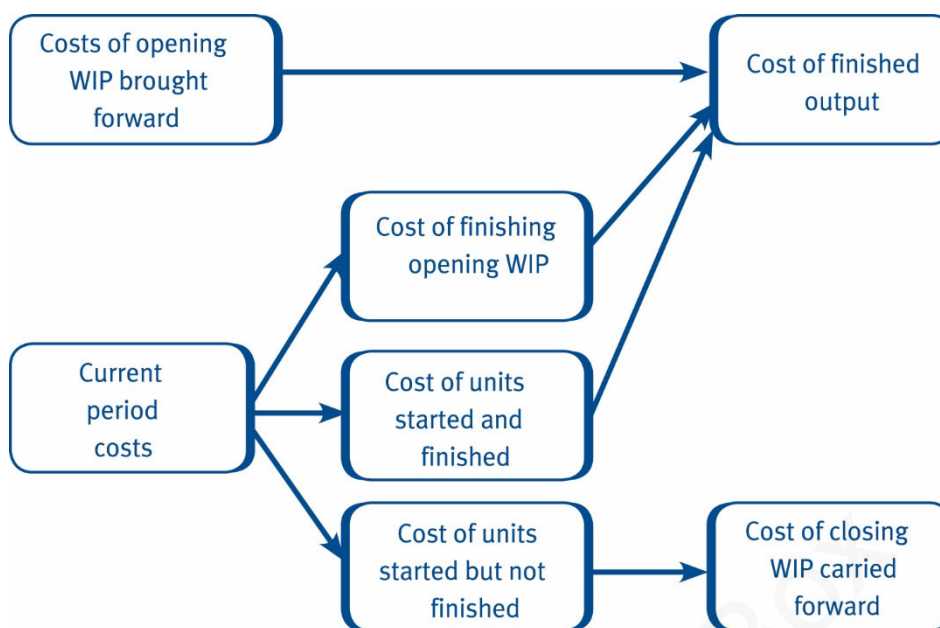 Costs of opening
WIP brought
forward
Cost of finished
output
Cost of finishing
opening WIP
Current
period
costs
Cost of units
started and
finished
Cost of units
started but not
finished
Cost of closing
WIP carried
forward